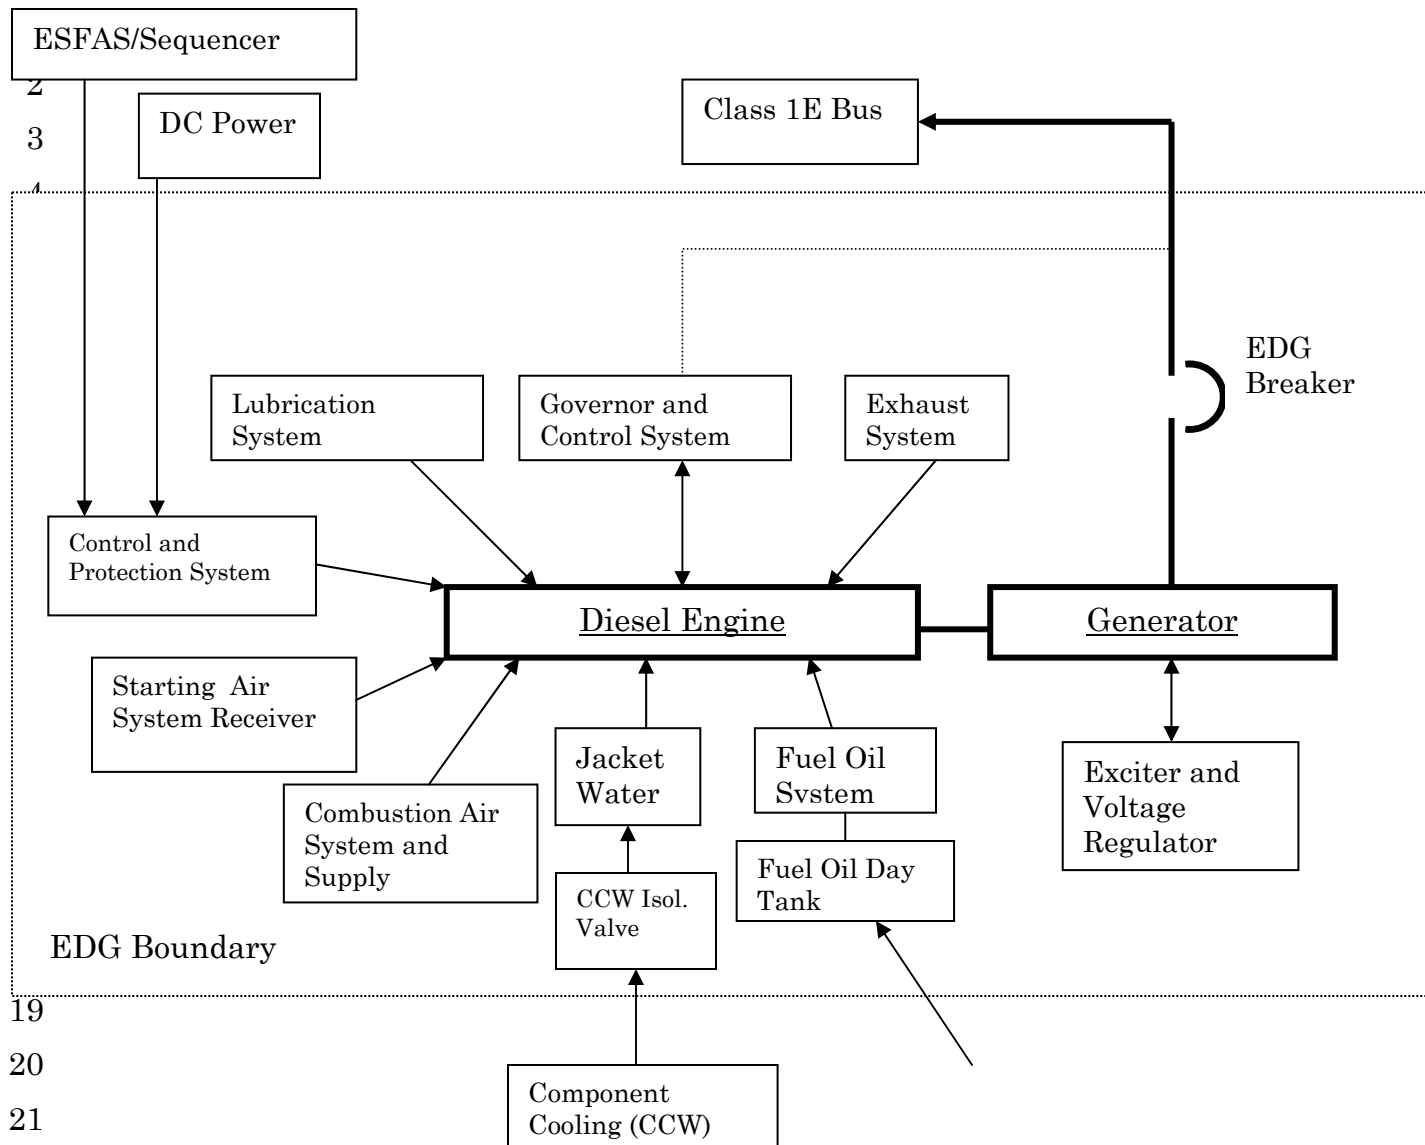 ESFAS/Sequencer
2
DC Power
3
Class 1E Bus
EDG
Breaker
Lubrication
System
Governor and
Control System
Exhaust
System
Control and
Protection System
Diesel Engine
Generator
Starting Air
System Receiver
Jacket
Water
Fuel Oil
System
Exciter and
Voltage
Regulator
Combustion Air
System and
Supply
CCW Isol.
Valve
Fuel Oil Day
Tank
EDG Boundary
19
20
21
Component
Cooling (CCW)